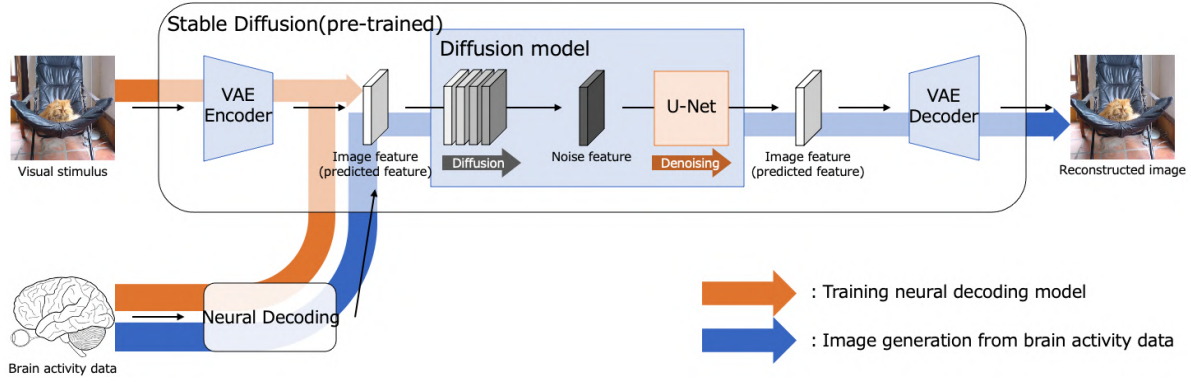 Stable Diffusion(pre-trained)
Diffusion model
VAE
Encoder
U-Net
VAE
Decoder
Diffusion
Noise feature
Denoising
Image feature
(predicted feature)
Image feature
(predicted feature)
Visual stimulus
Reconstructed image
Neural Decoding
Brain activity data
: Training neural decoding model
: Image generation from brain activity data